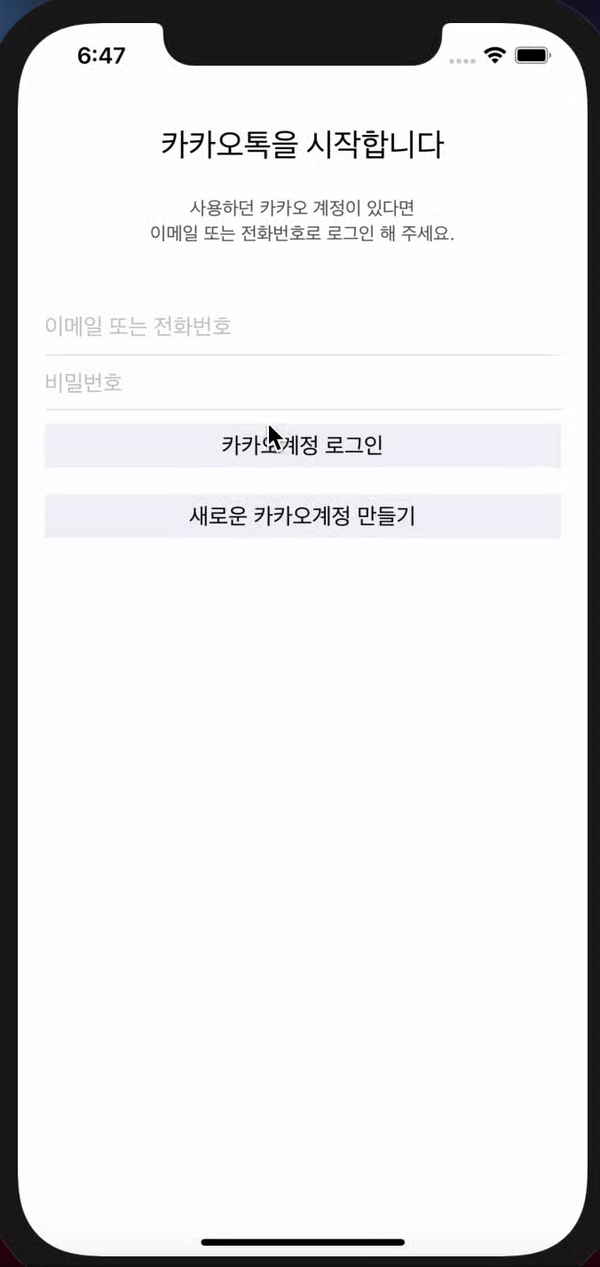 6:47
카카오톡을 시작합니다
사용하던 카카오 계정이 있다면
이메일 또는 전화번호로 로그인 해 주세요.
이메일 또는 전화번호
비밀번호
카카오계정 로그인
새로운 카카오계정 만들기